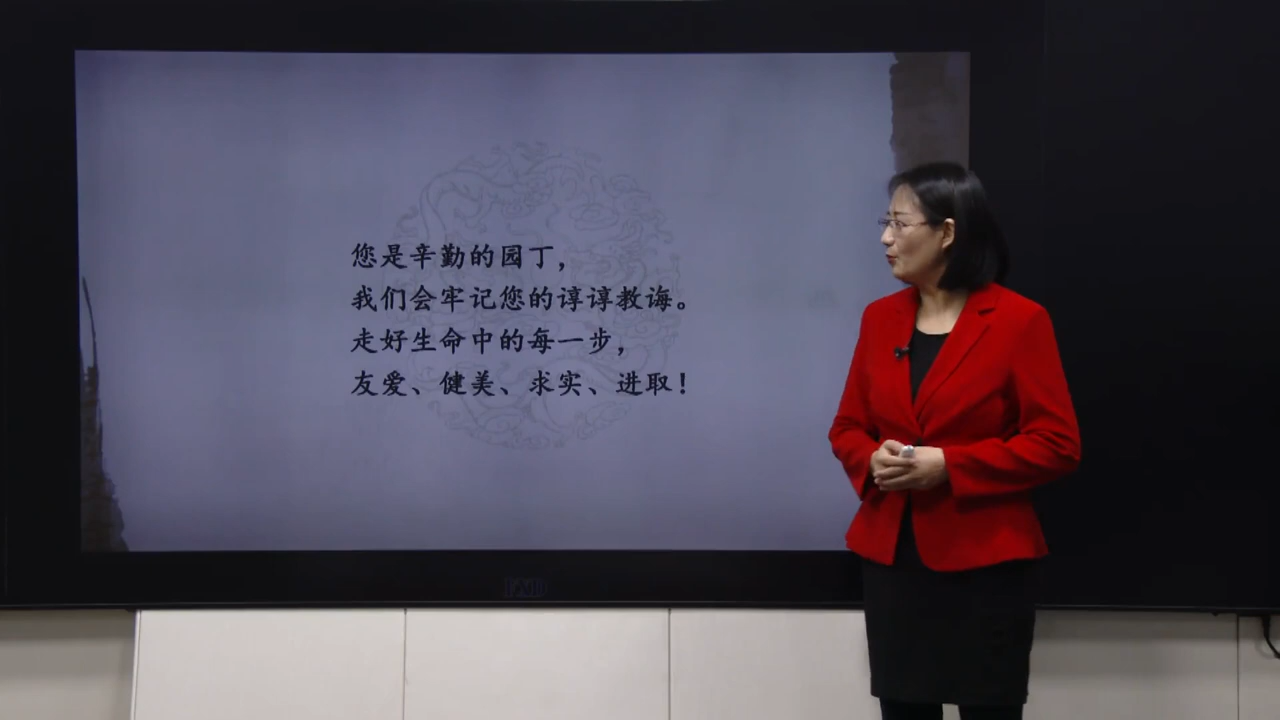 您是辛勤的园丁，
我们会牢记您的谆谆教诲。
走好生命中的每一步，
友爱、健美、求实、进取！